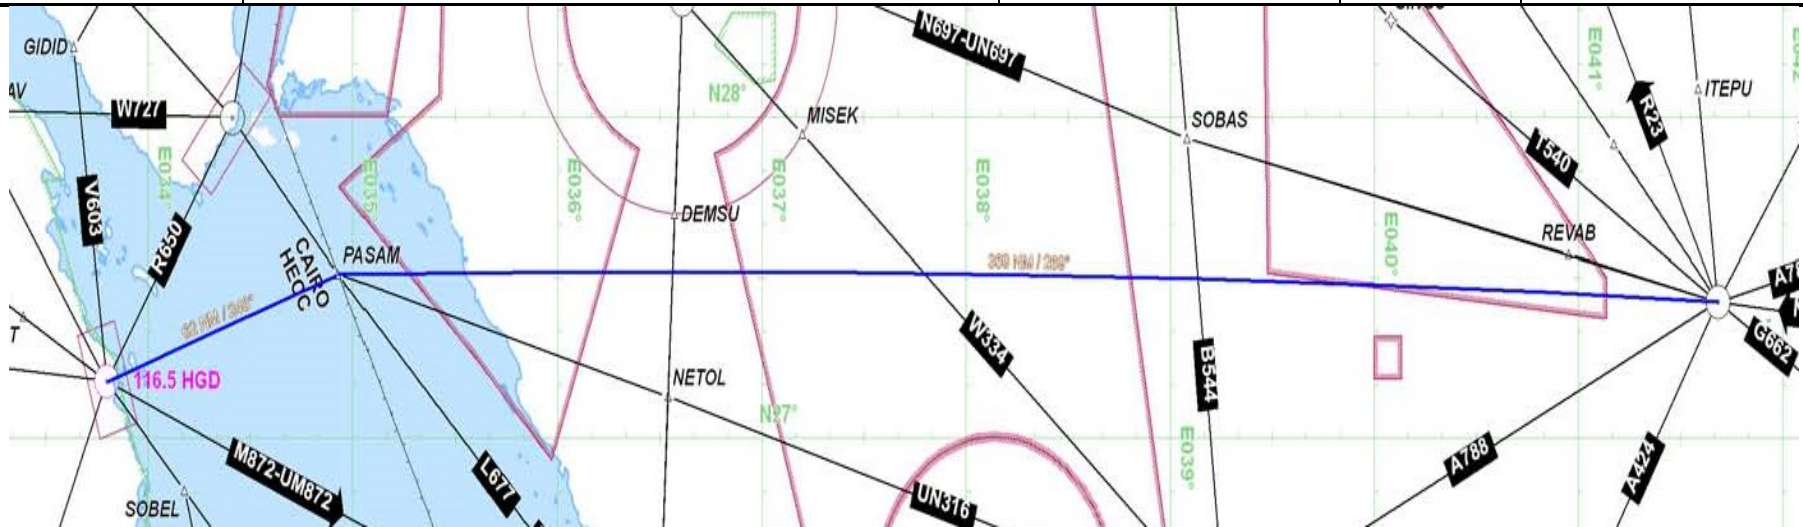 GIDID
AV
W727
V603
E034°
R650
E035
PASAM
CAIRO
HECC
T
116.5 HGD
M872-UM872
SOBEL
L677
E036°
N28°
MISEK
DEMSU
E037°
NETOL
N27°
N697-UN697
E038°
W334
UN316
SOBAS
B544
E039°
E040°
REVAB
T540
E041°
R23
ITEPU
A78
G662
A788
A424